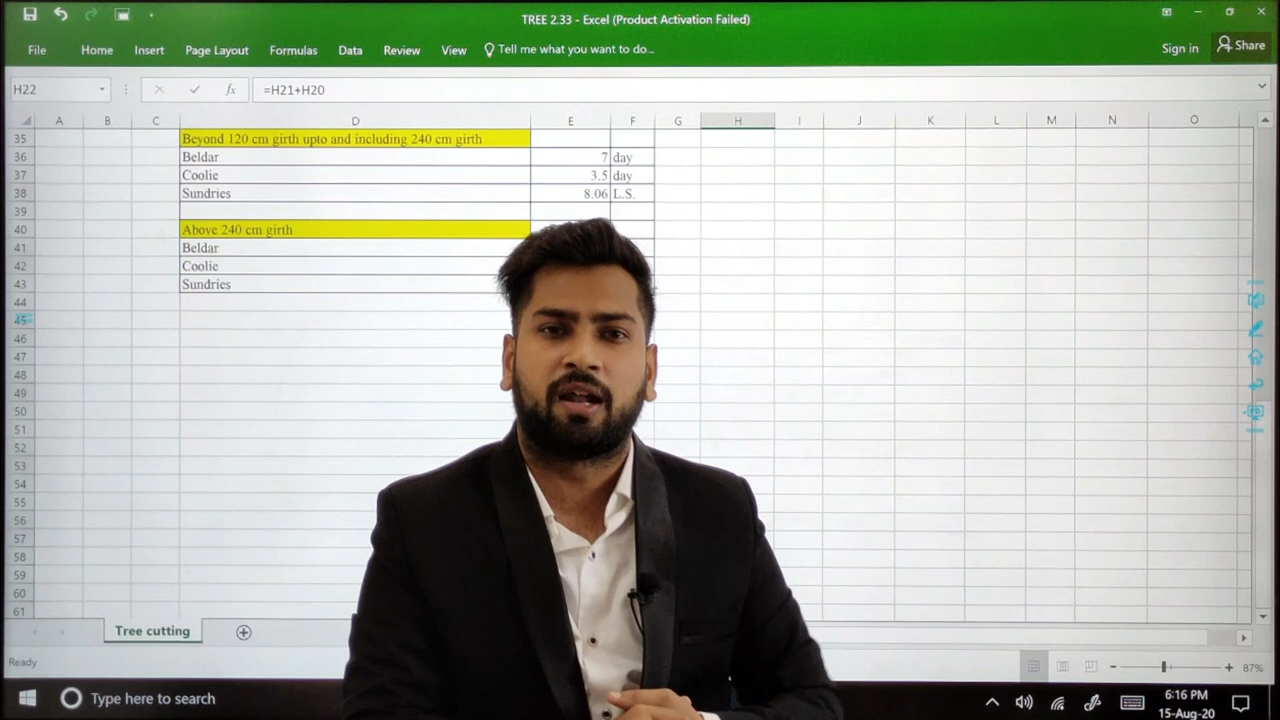 TREE 2.33 - Excel (Product Activation Failed)
File Home Insert Page Layout Formulas Data Review View Tell me what you want to do... Sign in Share
H22 fx =H21+H20
A B C D E F G H I J K L M N O
35 Beyond 120 cm girth upto and including 240 cm girth
36 Beldar 7 day
37 Coolie 3.5 day
38 Sundries 8.06 L.S.
39
40 Above 240 cm girth
41 Beldar
42 Coolie
43 Sundries
44
45
46
47
48
49
50
51
52
53
54
55
56
57
58
59
60
61
Tree cutting
Ready 87%
Type here to search 6:16 PM
15-Aug-20